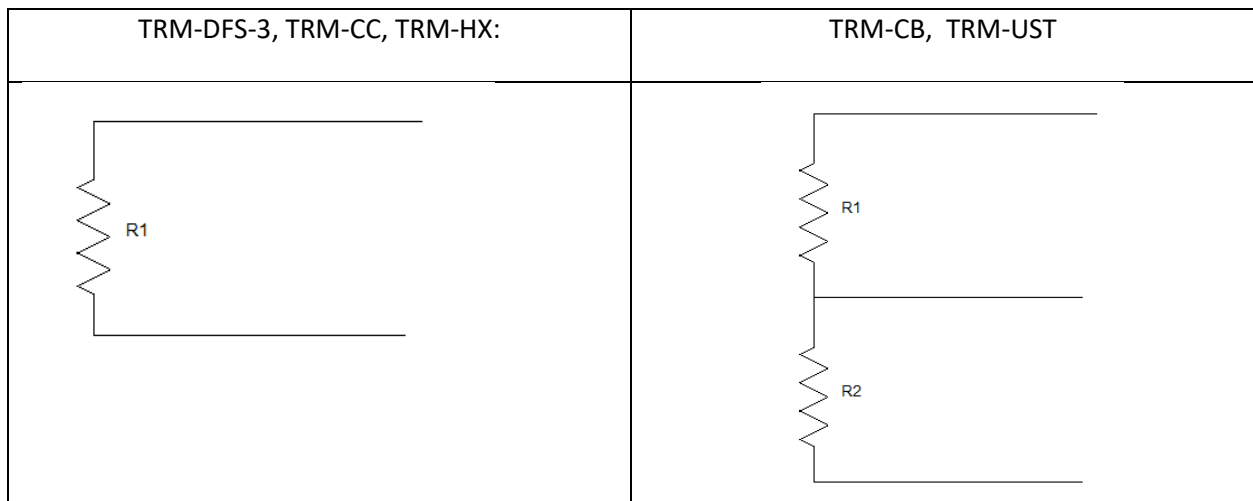 TRM-DFS-3, TRM-CC, TRM-HX:
TRM-CB, TRM-UST
R1
R1
R2